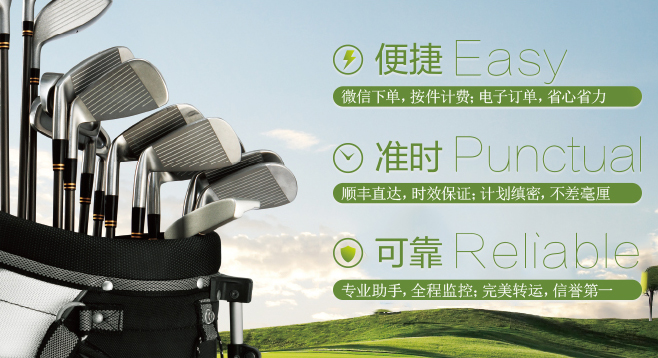 便捷 Easy
微信下单，按件计费；电子订单，省心省力
准时 Punctual
顺丰直达，时效保证；计划缜密，不差毫厘
可靠 Reliable
专业助手，全程监控；完美转运，信誉第一